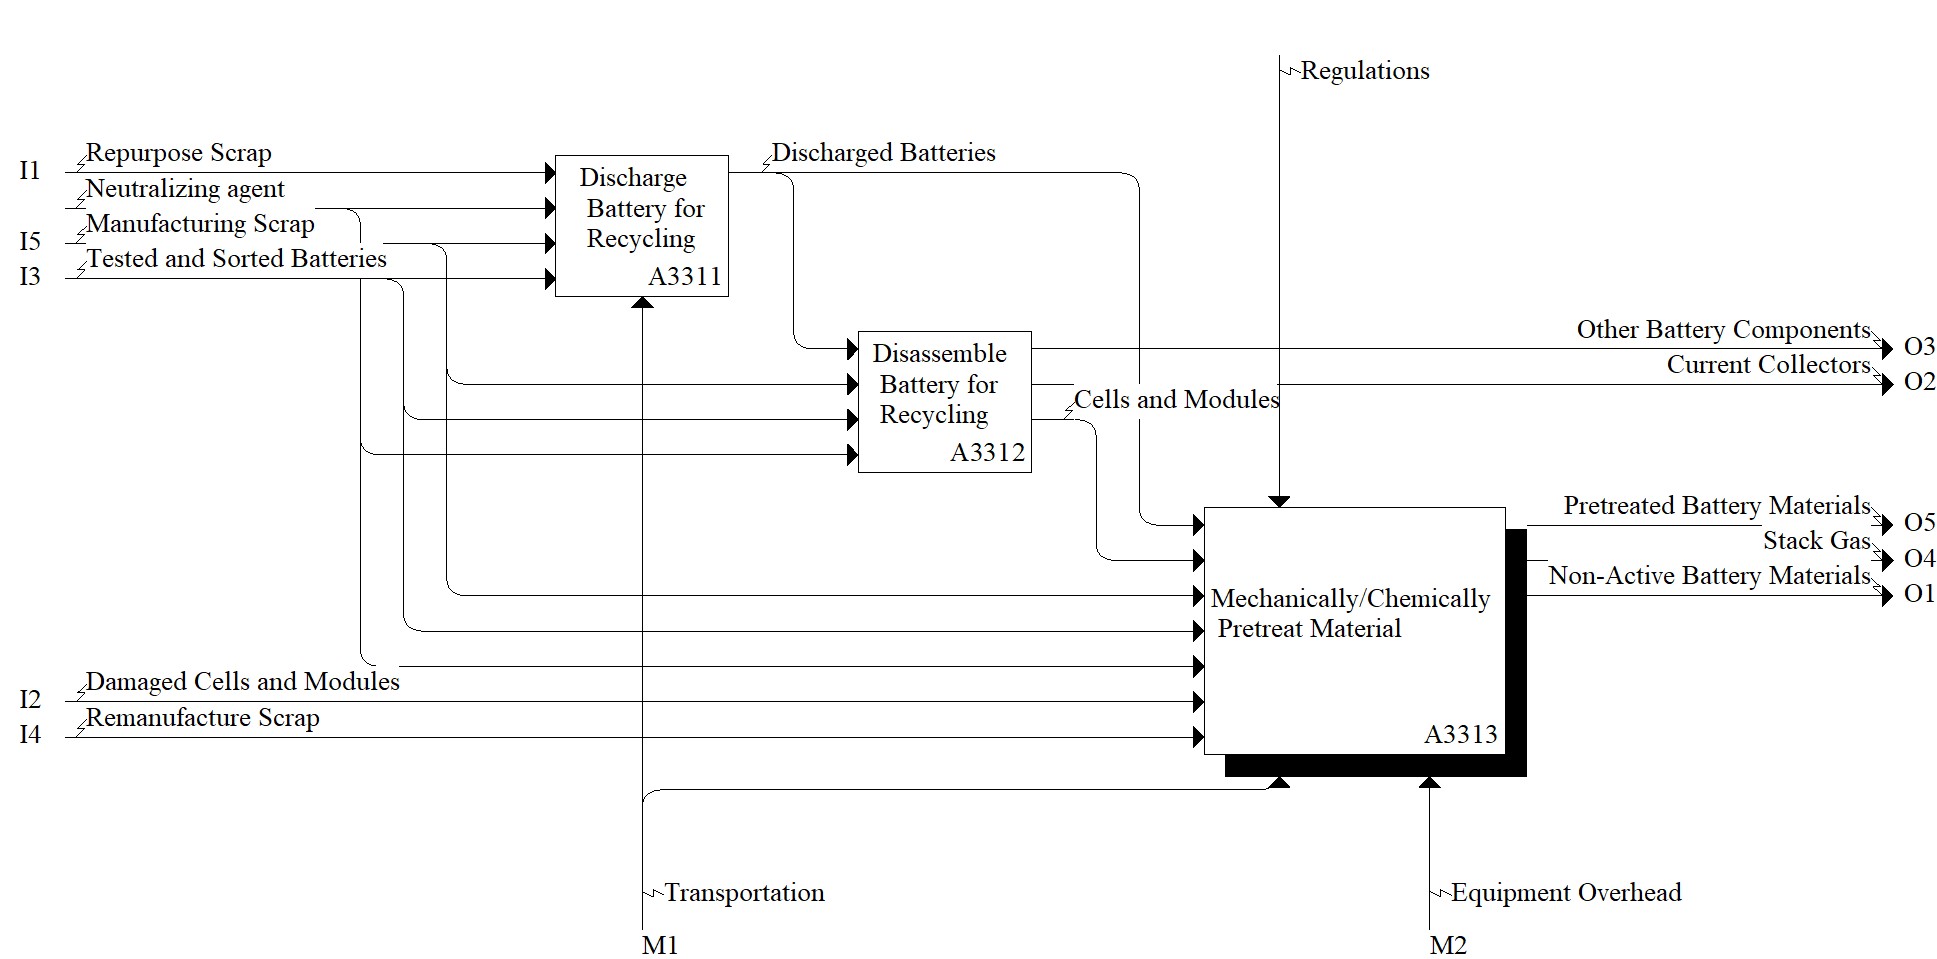 Regulations
I1
Repurpose Scrap
Neutralizing agent
I5
Manufacturing Scrap
I3
Tested and Sorted Batteries
Discharge
Battery for
Recycling
A3311
Discharged Batteries
Disassemble
Battery for
Recycling
A3312
Other Battery Components
O3
Current Collectors
O2
Cells and Modules
Mechanically/Chemically
Pretreat Material
A3313
Pretreated Battery Materials
O5
Stack Gas
O4
Non-Active Battery Materials
O1
I2
Damaged Cells and Modules
I4
Remanufacture Scrap
Transportation
M1
Equipment Overhead
M2